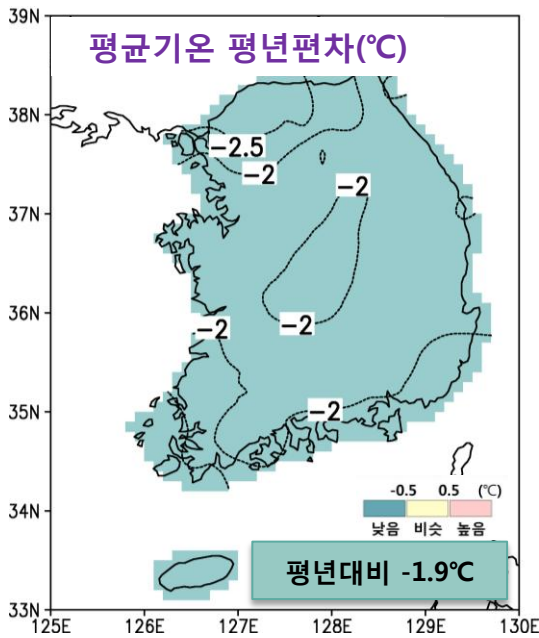 평균기온 평년편차(℃)
39N
38N
37N
36N
35N
34N
33N
-2.5
-2
-2
-2
-2
-2
-0.5 0.5 (℃)
낮음 비슷 높음
평년대비 -1.9℃
125E 126E 127E 128E 129E 130E